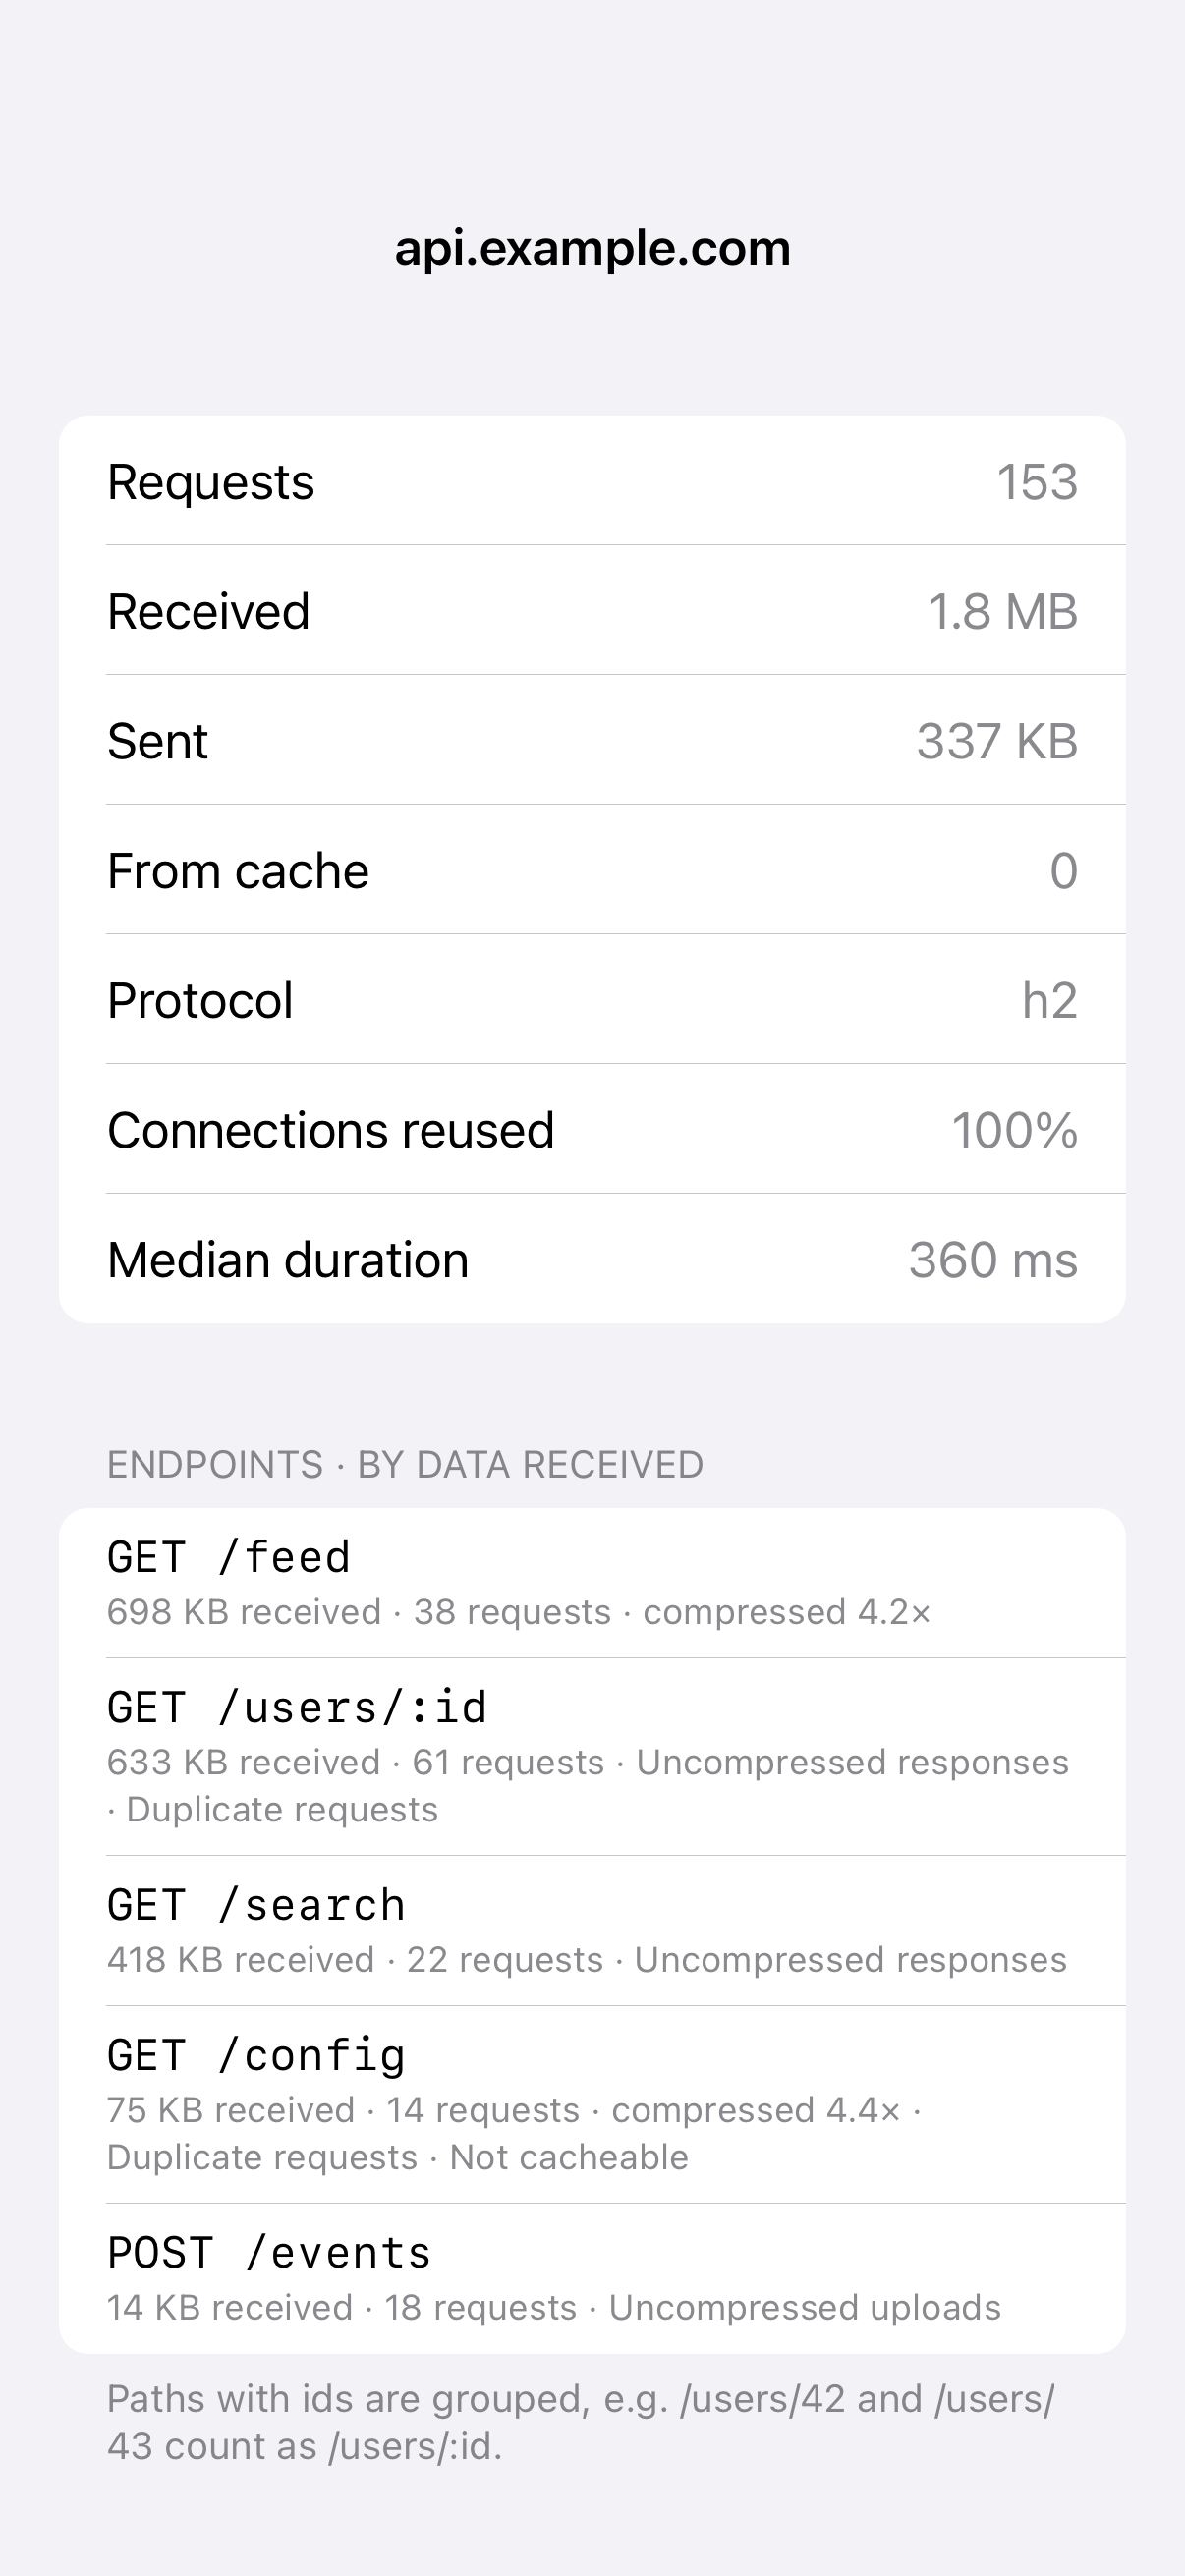 api.example.com
Requests 153
Received 1.8 MB
Sent 337 KB
From cache 0
Protocol h2
Connections reused 100%
Median duration 360 ms
ENDPOINTS · BY DATA RECEIVED
GET /feed
698 KB received · 38 requests · compressed 4.2×
GET /users/:id
633 KB received · 61 requests · Uncompressed responses
· Duplicate requests
GET /search
418 KB received · 22 requests · Uncompressed responses
GET /config
75 KB received · 14 requests · compressed 4.4× ·
Duplicate requests · Not cacheable
POST /events
14 KB received · 18 requests · Uncompressed uploads
Paths with ids are grouped, e.g. /users/42 and /users/
43 count as /users/:id.